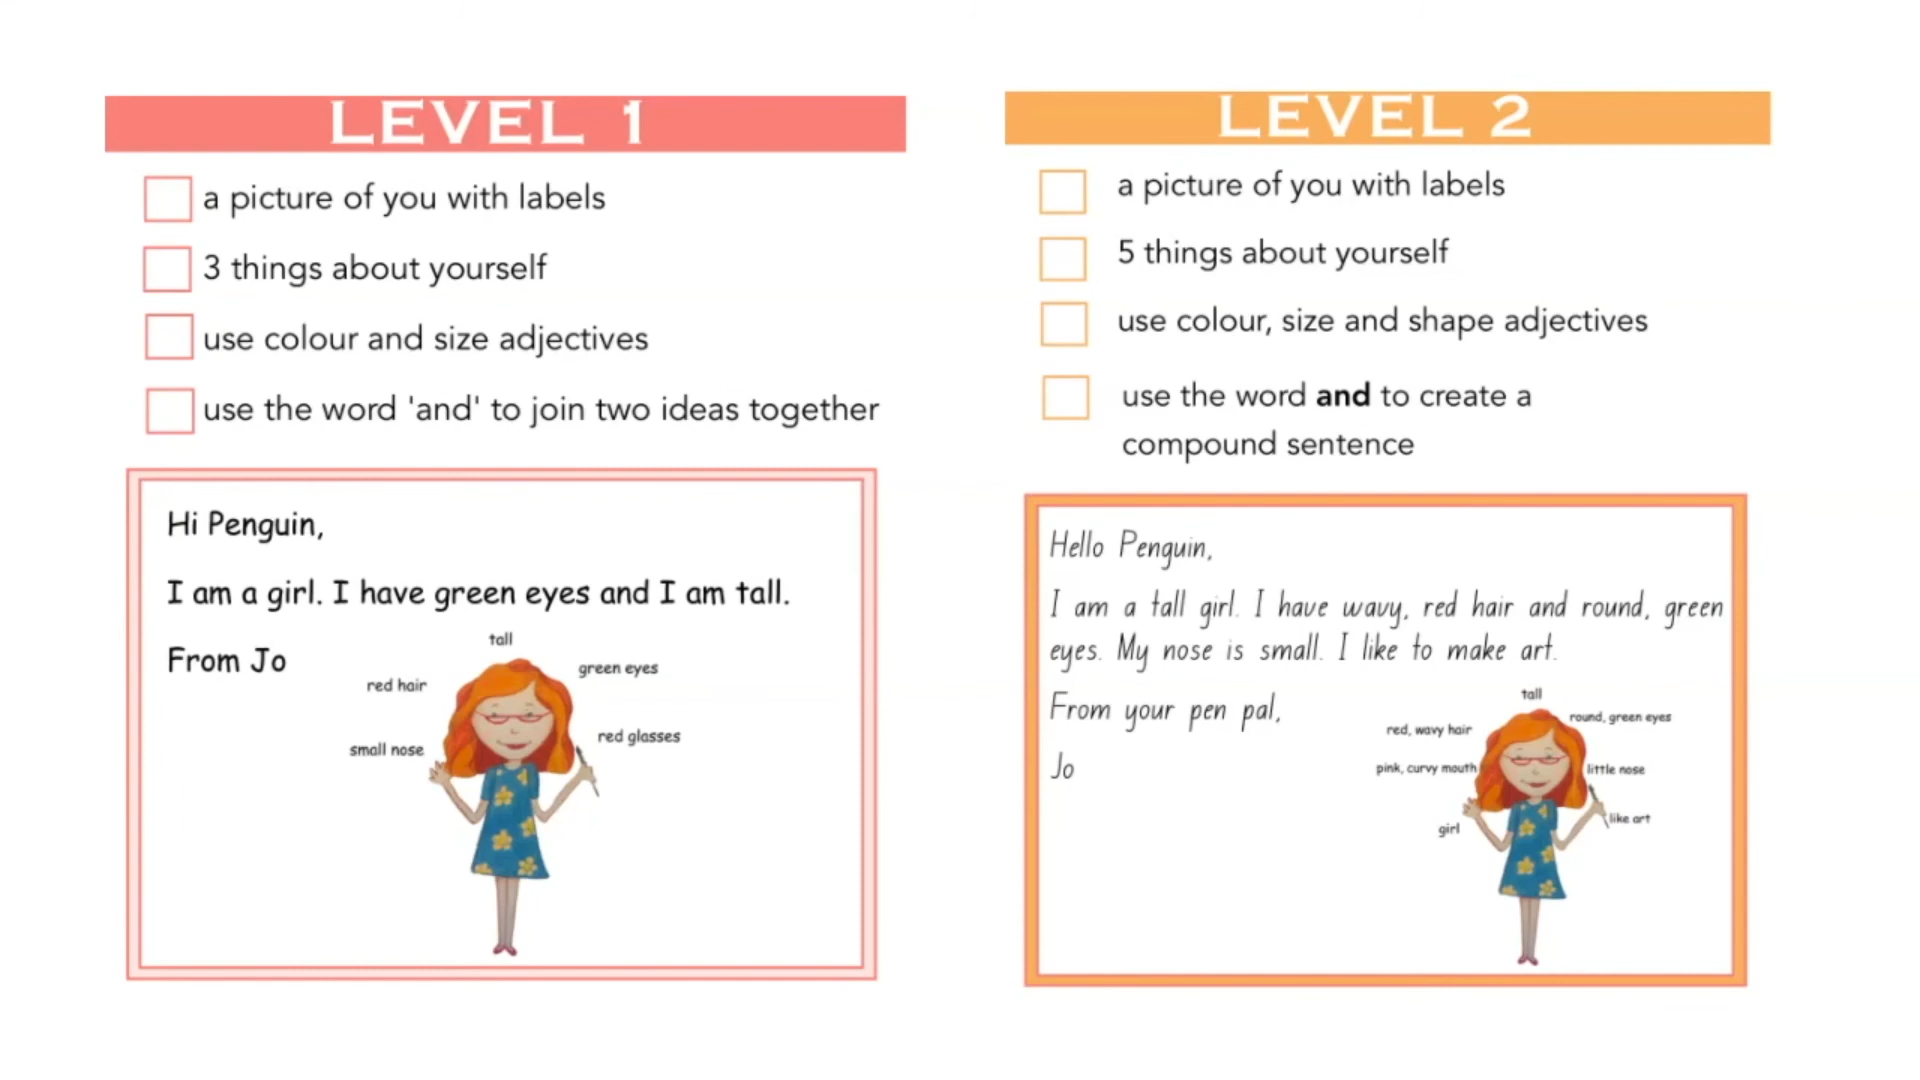 LEVEL 1
a picture of you with labels
3 things about yourself
use colour and size adjectives
use the word 'and' to join two ideas together
Hi Penguin,
I am a girl. I have green eyes and I am tall.
From Jo
tall
green eyes
red hair
red glasses
small nose
LEVEL 2
a picture of you with labels
5 things about yourself
use colour, size and shape adjectives
use the word and to create a
compound sentence
Hello Penguin,
I am a tall girl. I have wavy, red hair and round, green
eyes. My nose is small. I like to make art.
From your pen pal,
Jo
tall
round, green eyes
red, wavy hair
pink, curvy mouth
little nose
like art
girl